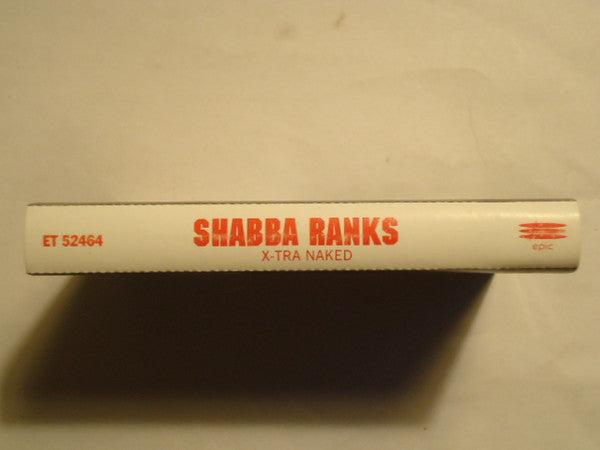 ET 52464
SHABBA RANKS
X-TRA NAKED
epic